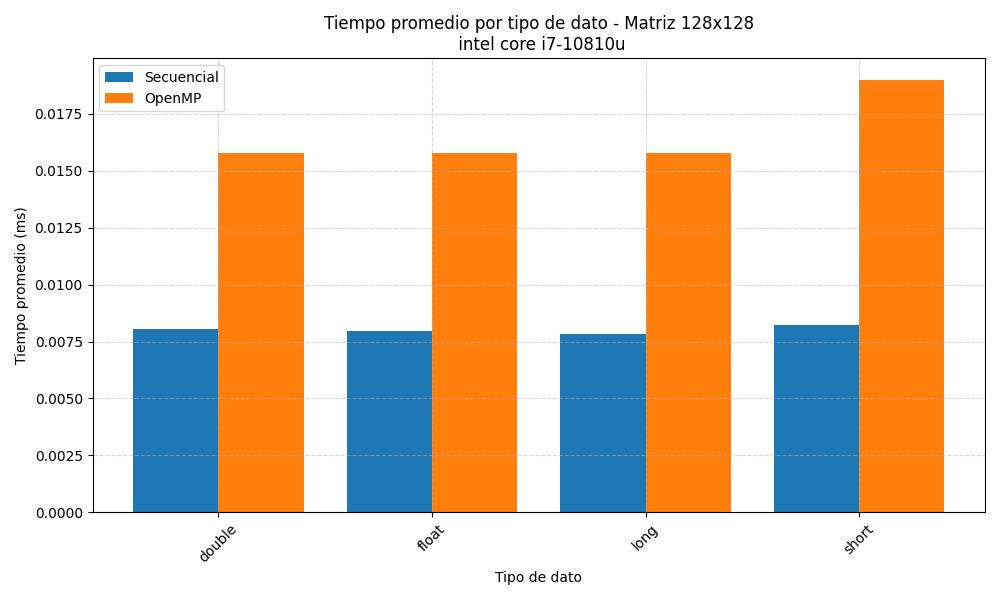 Tiempo promedio por tipo de dato - Matriz 128x128
intel core i7-10810u
Secuencial
OpenMP
Tiempo promedio (ms)
0.0175
0.0150
0.0125
0.0100
0.0075
0.0050
0.0025
0.0000
double
float
long
short
Tipo de dato